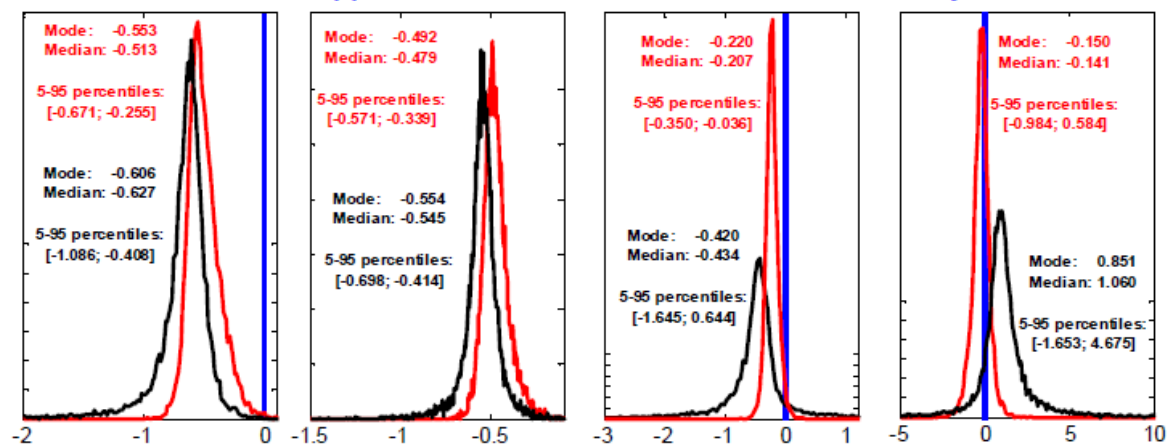 Mode: -0.553
Median: -0.513
5-95 percentiles:
[-0.671; -0.255]
Mode: -0.606
Median: -0.627
5-95 percentiles:
[-1.086; -0.408]
-2
-1
0
Mode: -0.492
Median: -0.479
5-95 percentiles:
[-0.571; -0.339]
Mode: -0.554
Median: -0.545
5-95 percentiles:
[-0.698; -0.414]
-1.5
-1
-0.5
Mode: -0.220
Median: -0.207
5-95 percentiles:
[-0.350; -0.036]
Mode: -0.420
Median: -0.434
5-95 percentiles:
[-1.645; 0.644]
-3
-2
-1
0
1
Mode: -0.150
Median: -0.141
5-95 percentiles:
[-0.984; 0.584]
Mode: 0.851
Median: 1.060
5-95 percentiles:
[-1.653; 4.675]
-5
0
5
10